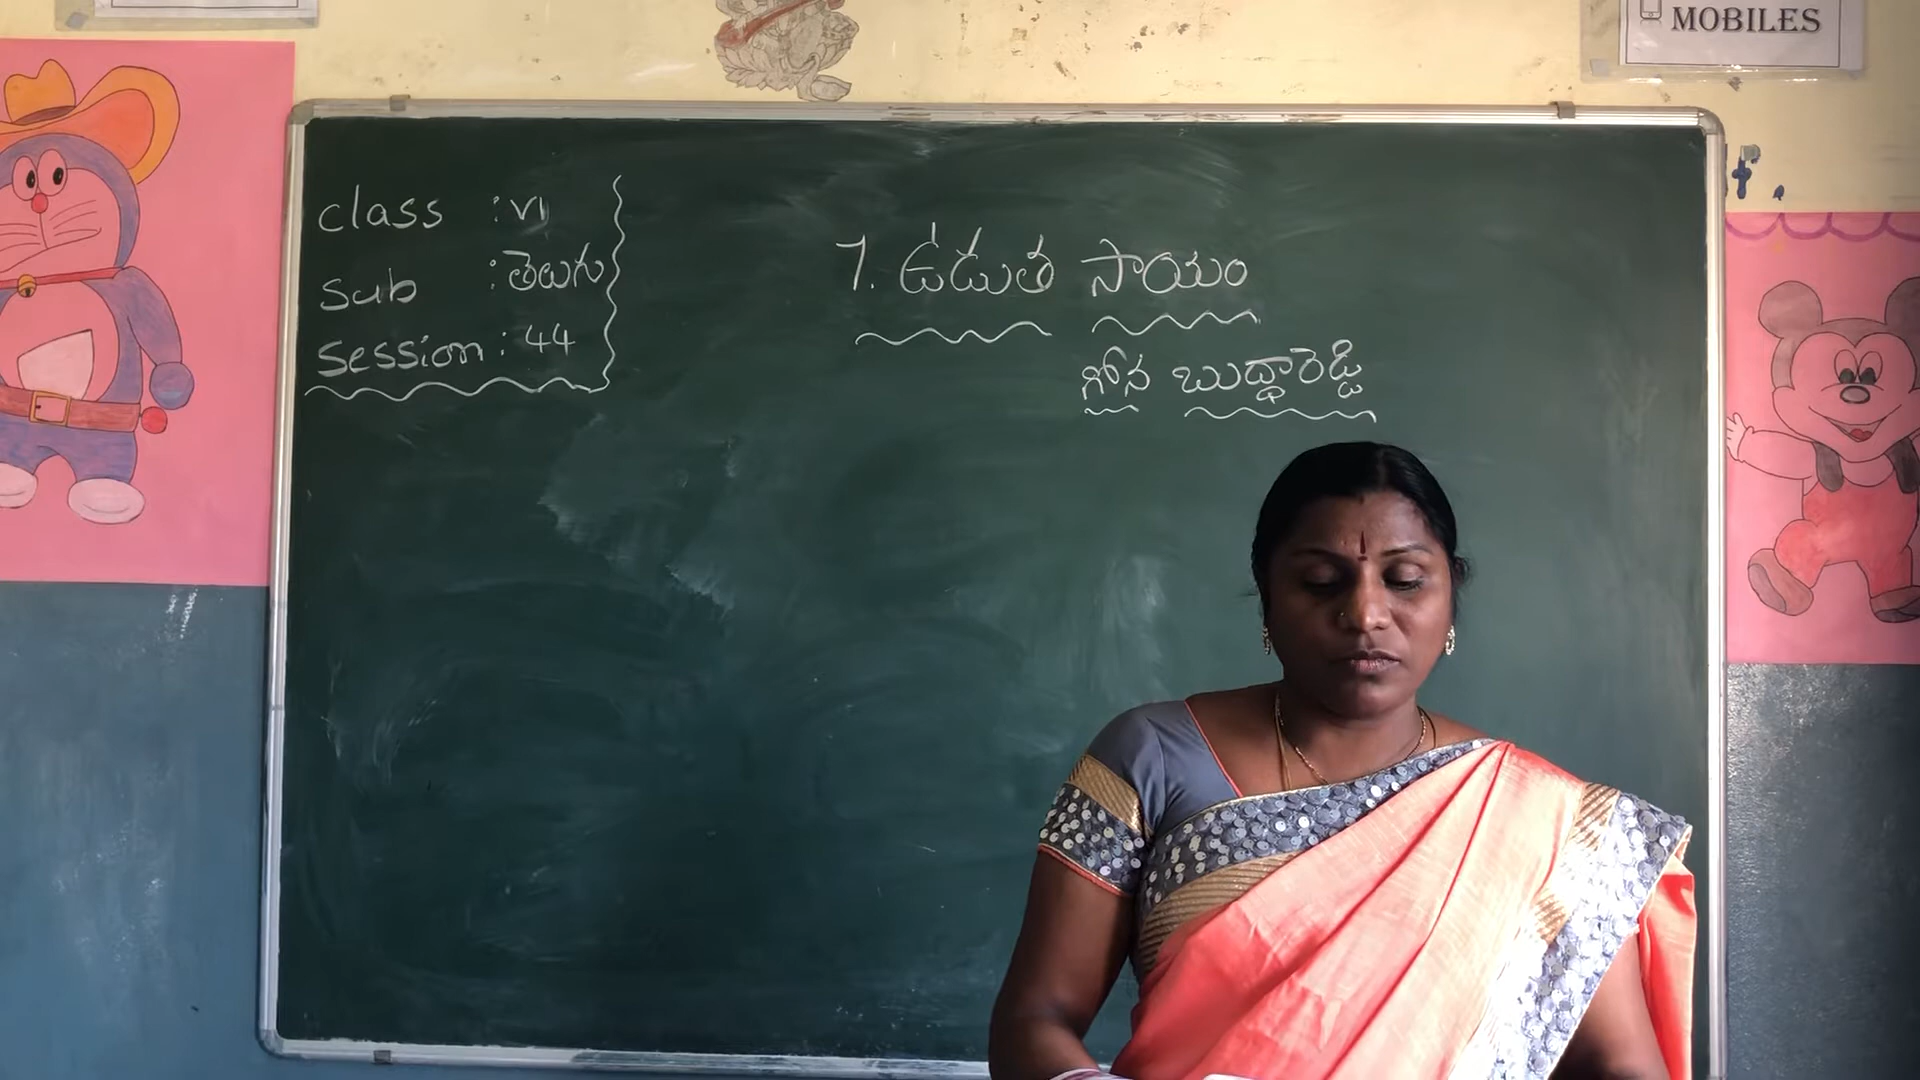 MOBILES
class : VI
sub : తెలుగు
session : 44
7. ఉడుత సాయం
గోన బుద్ధారెడ్డి
f.